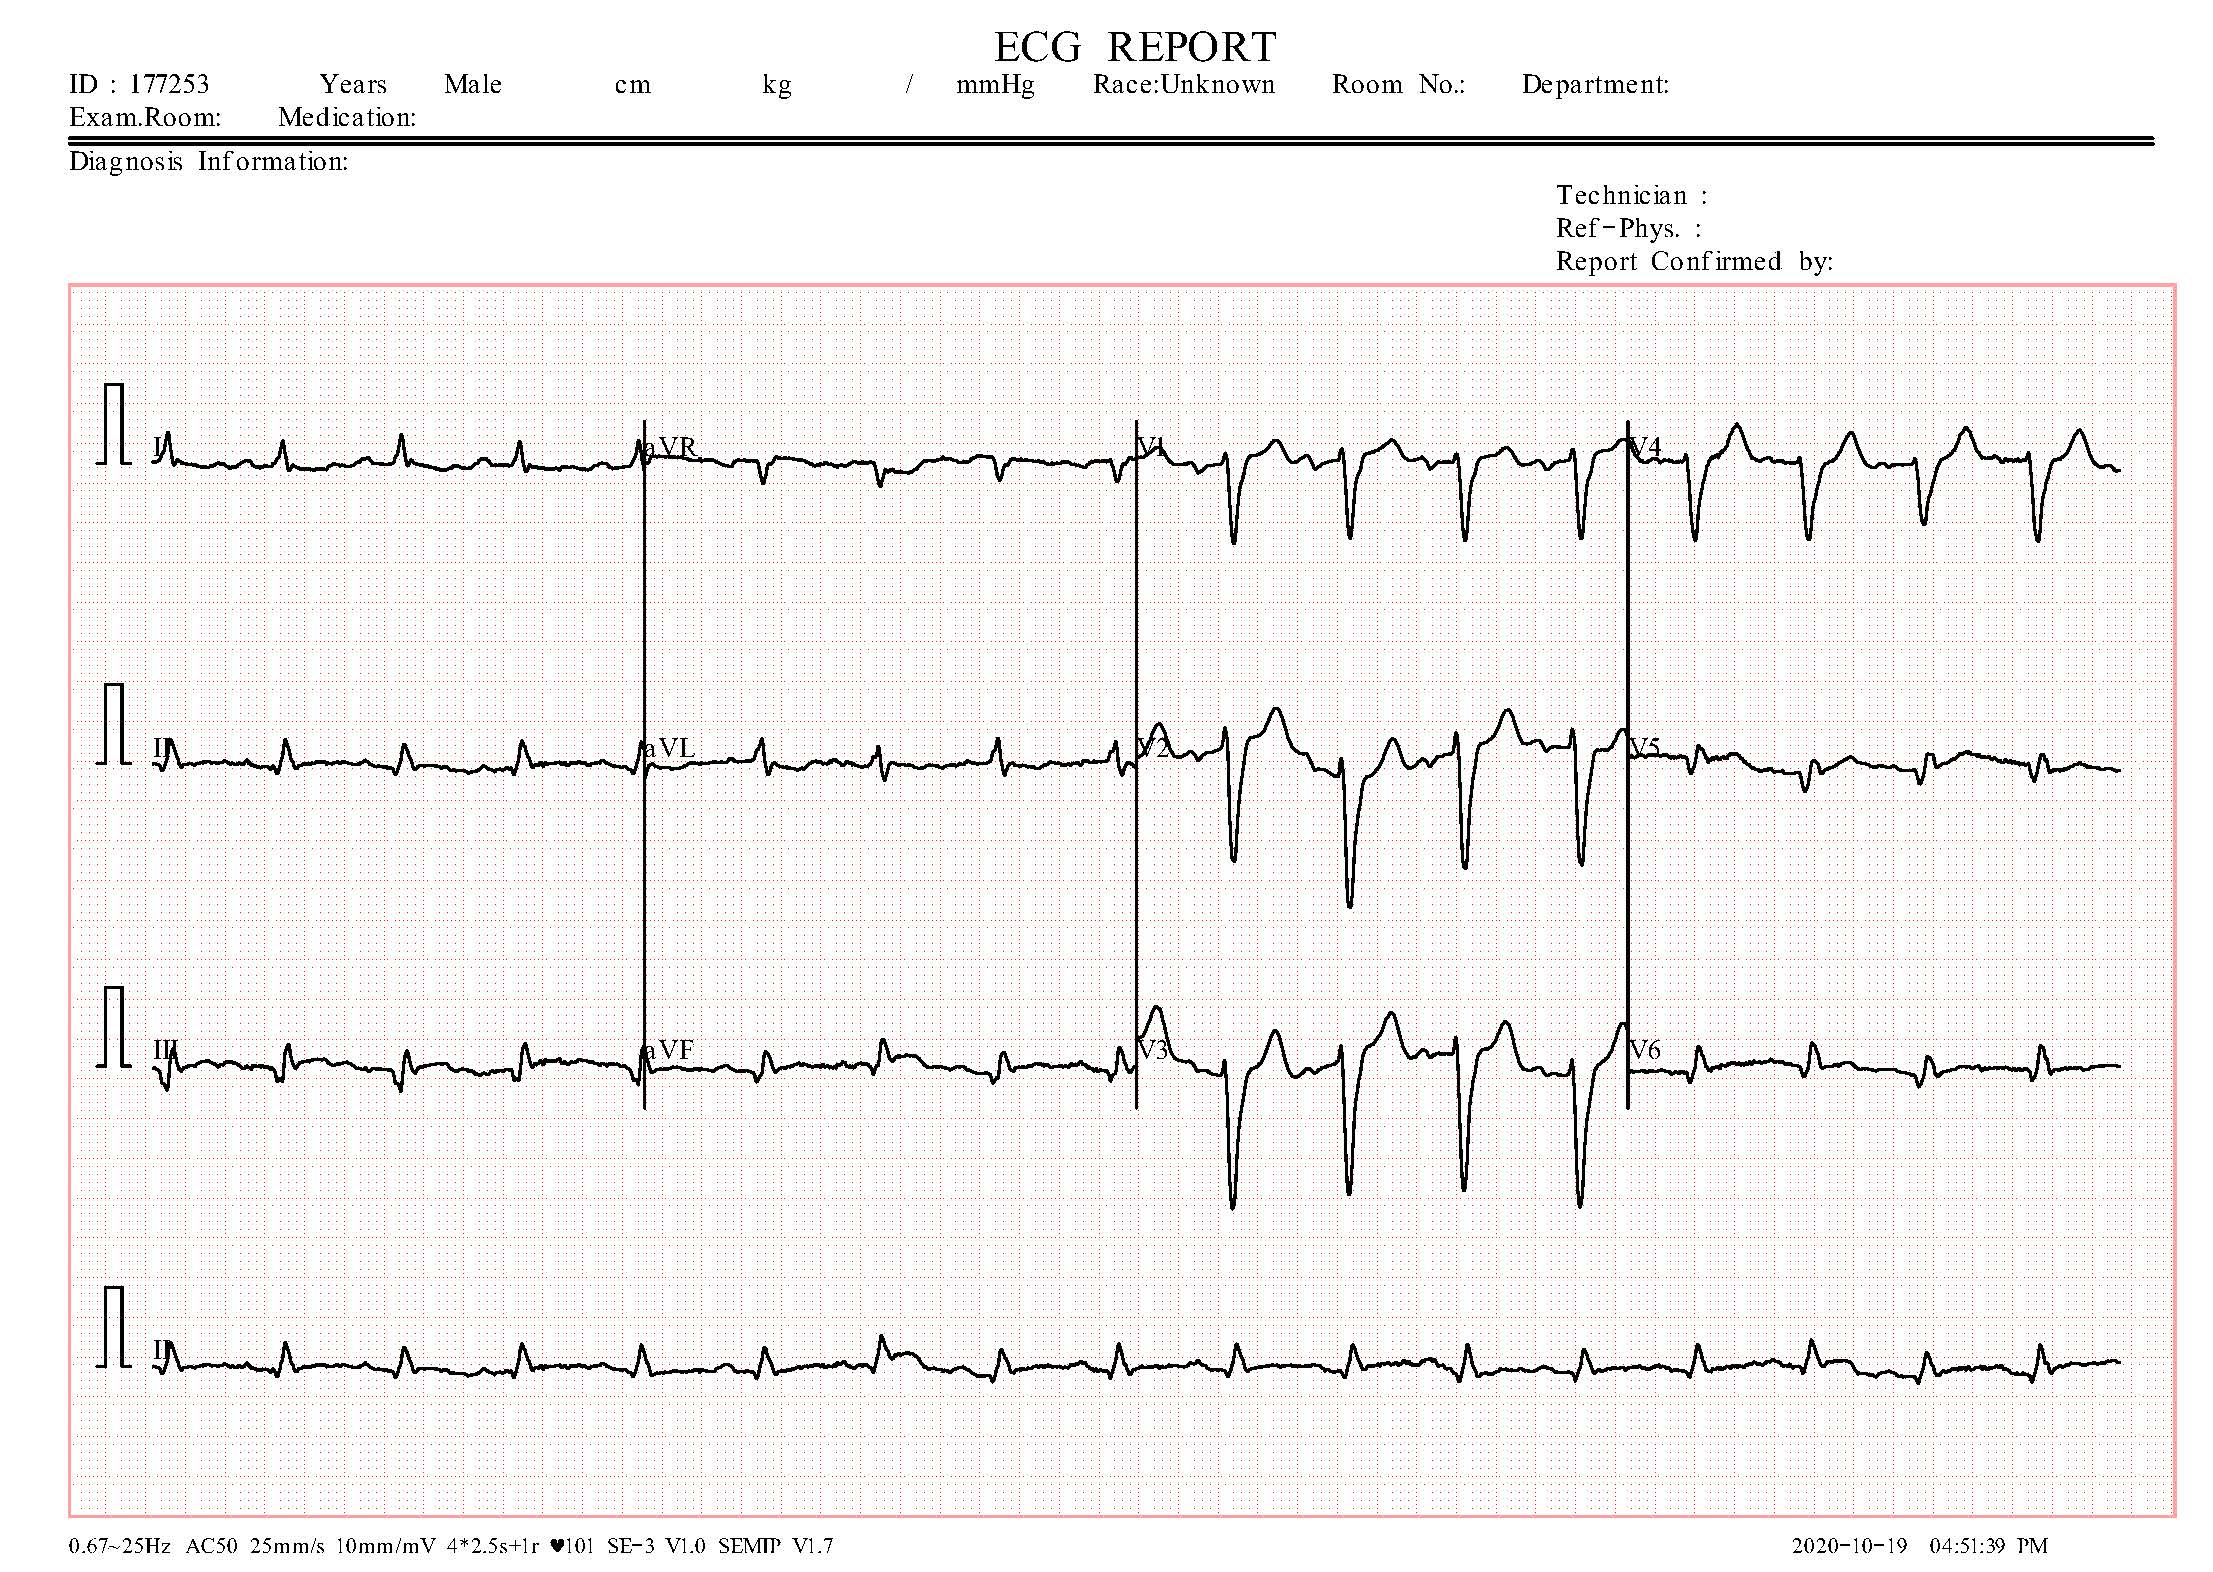 ECG REPORT
ID : 177253 Years Male cm kg / mmHg Race:Unknown Room No.: Department:
Exam.Room: Medication:
Diagnosis Information:
Technician :
Ref-Phys. :
Report Confirmed by:
I aVR V1 V4
II aVL V2 V5
III aVF V3 V6
II
0.67~25Hz AC50 25mm/s 10mm/mV 4*2.5s+1r ♥101 SE-3 V1.0 SEMIP V1.7 2020-10-19 04:51:39 PM